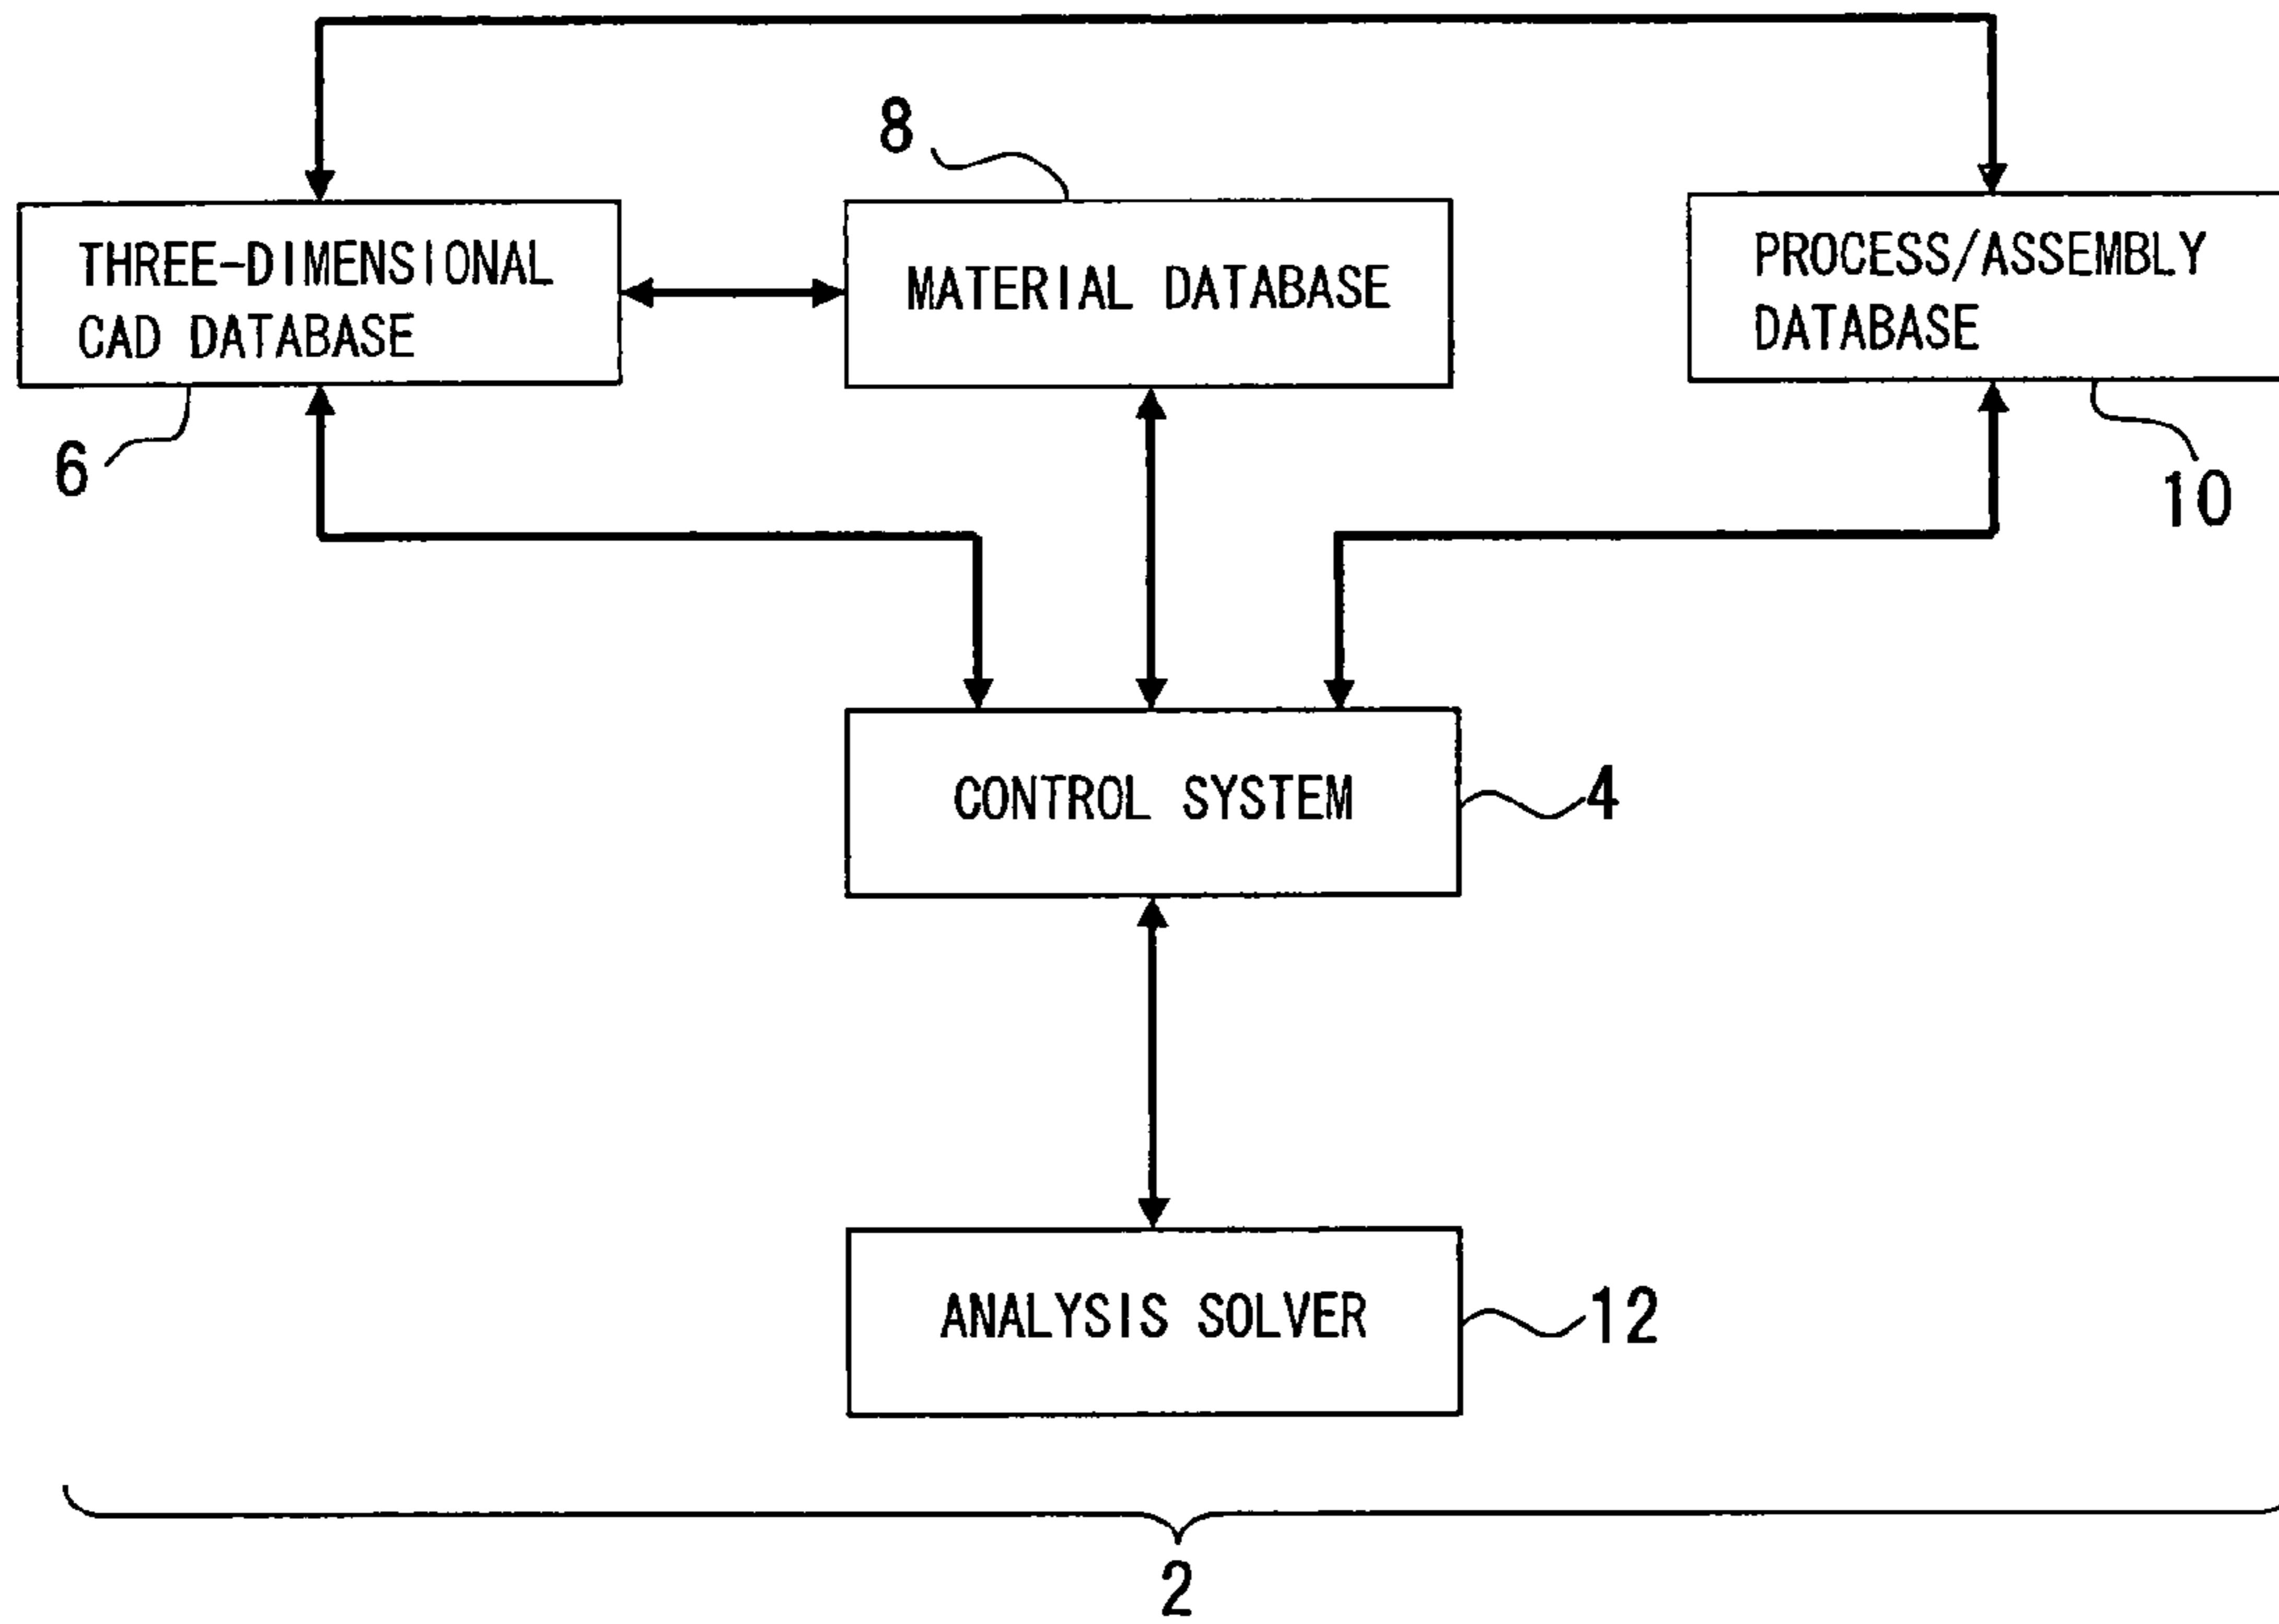 8
THREE-DIMENSIONAL
CAD DATABASE
MATERIAL DATABASE
PROCESS/ASSEMBLY
DATABASE
6
10
CONTROL SYSTEM
4
ANALYSIS SOLVER
12
2